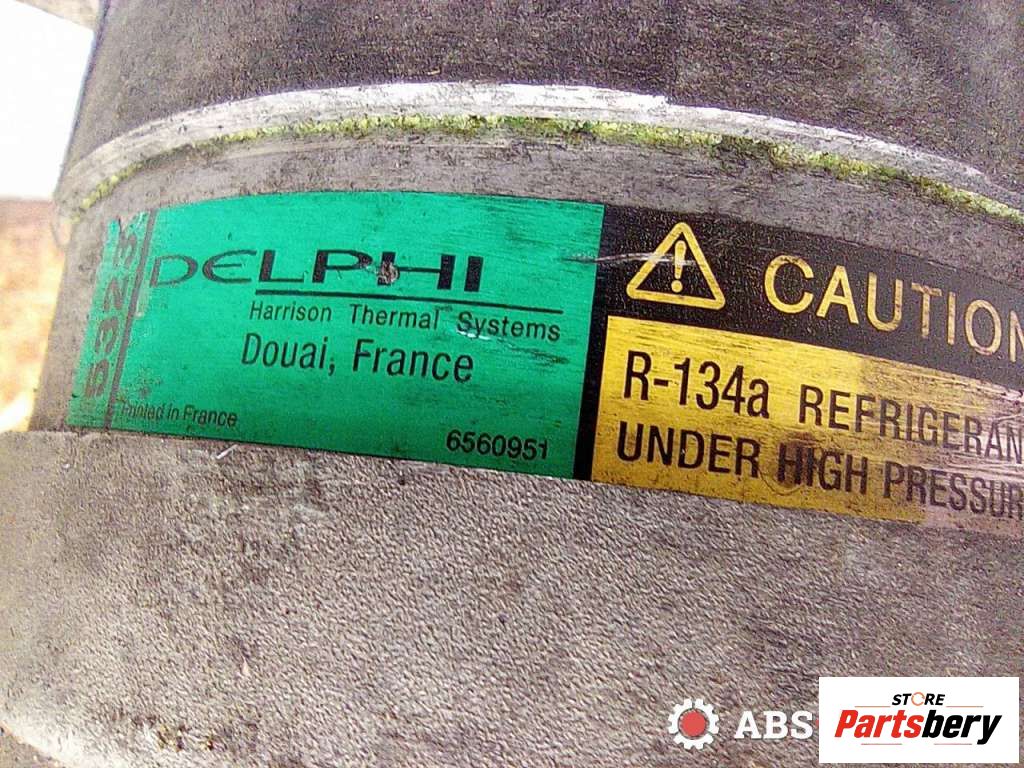 5323
DELPHI
Harrison Thermal Systems
Douai, France
Printed in France
6560951
CAUTION
R-134a REFRIGERAN
UNDER HIGH PRESSUR
ABS
STORE
Partsbery